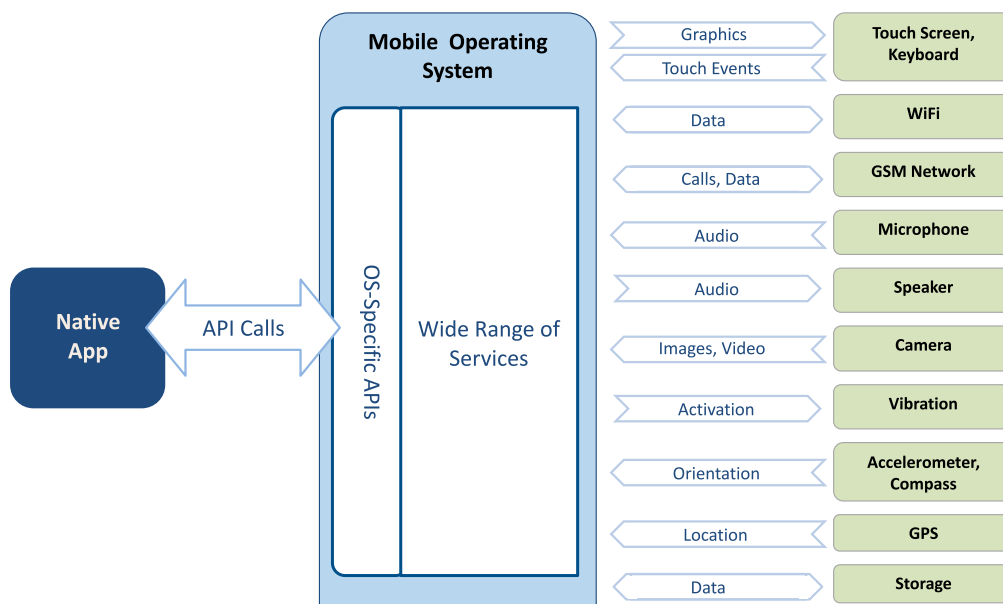 Mobile Operating
System
Graphics
Touch Events
Touch Screen,
Keyboard
Data
WiFi
Calls, Data
GSM Network
Audio
Microphone
Audio
Speaker
Native
App
API Calls
OS-Specific APIs
Wide Range of
Services
Images, Video
Camera
Activation
Vibration
Orientation
Accelerometer,
Compass
Location
GPS
Data
Storage